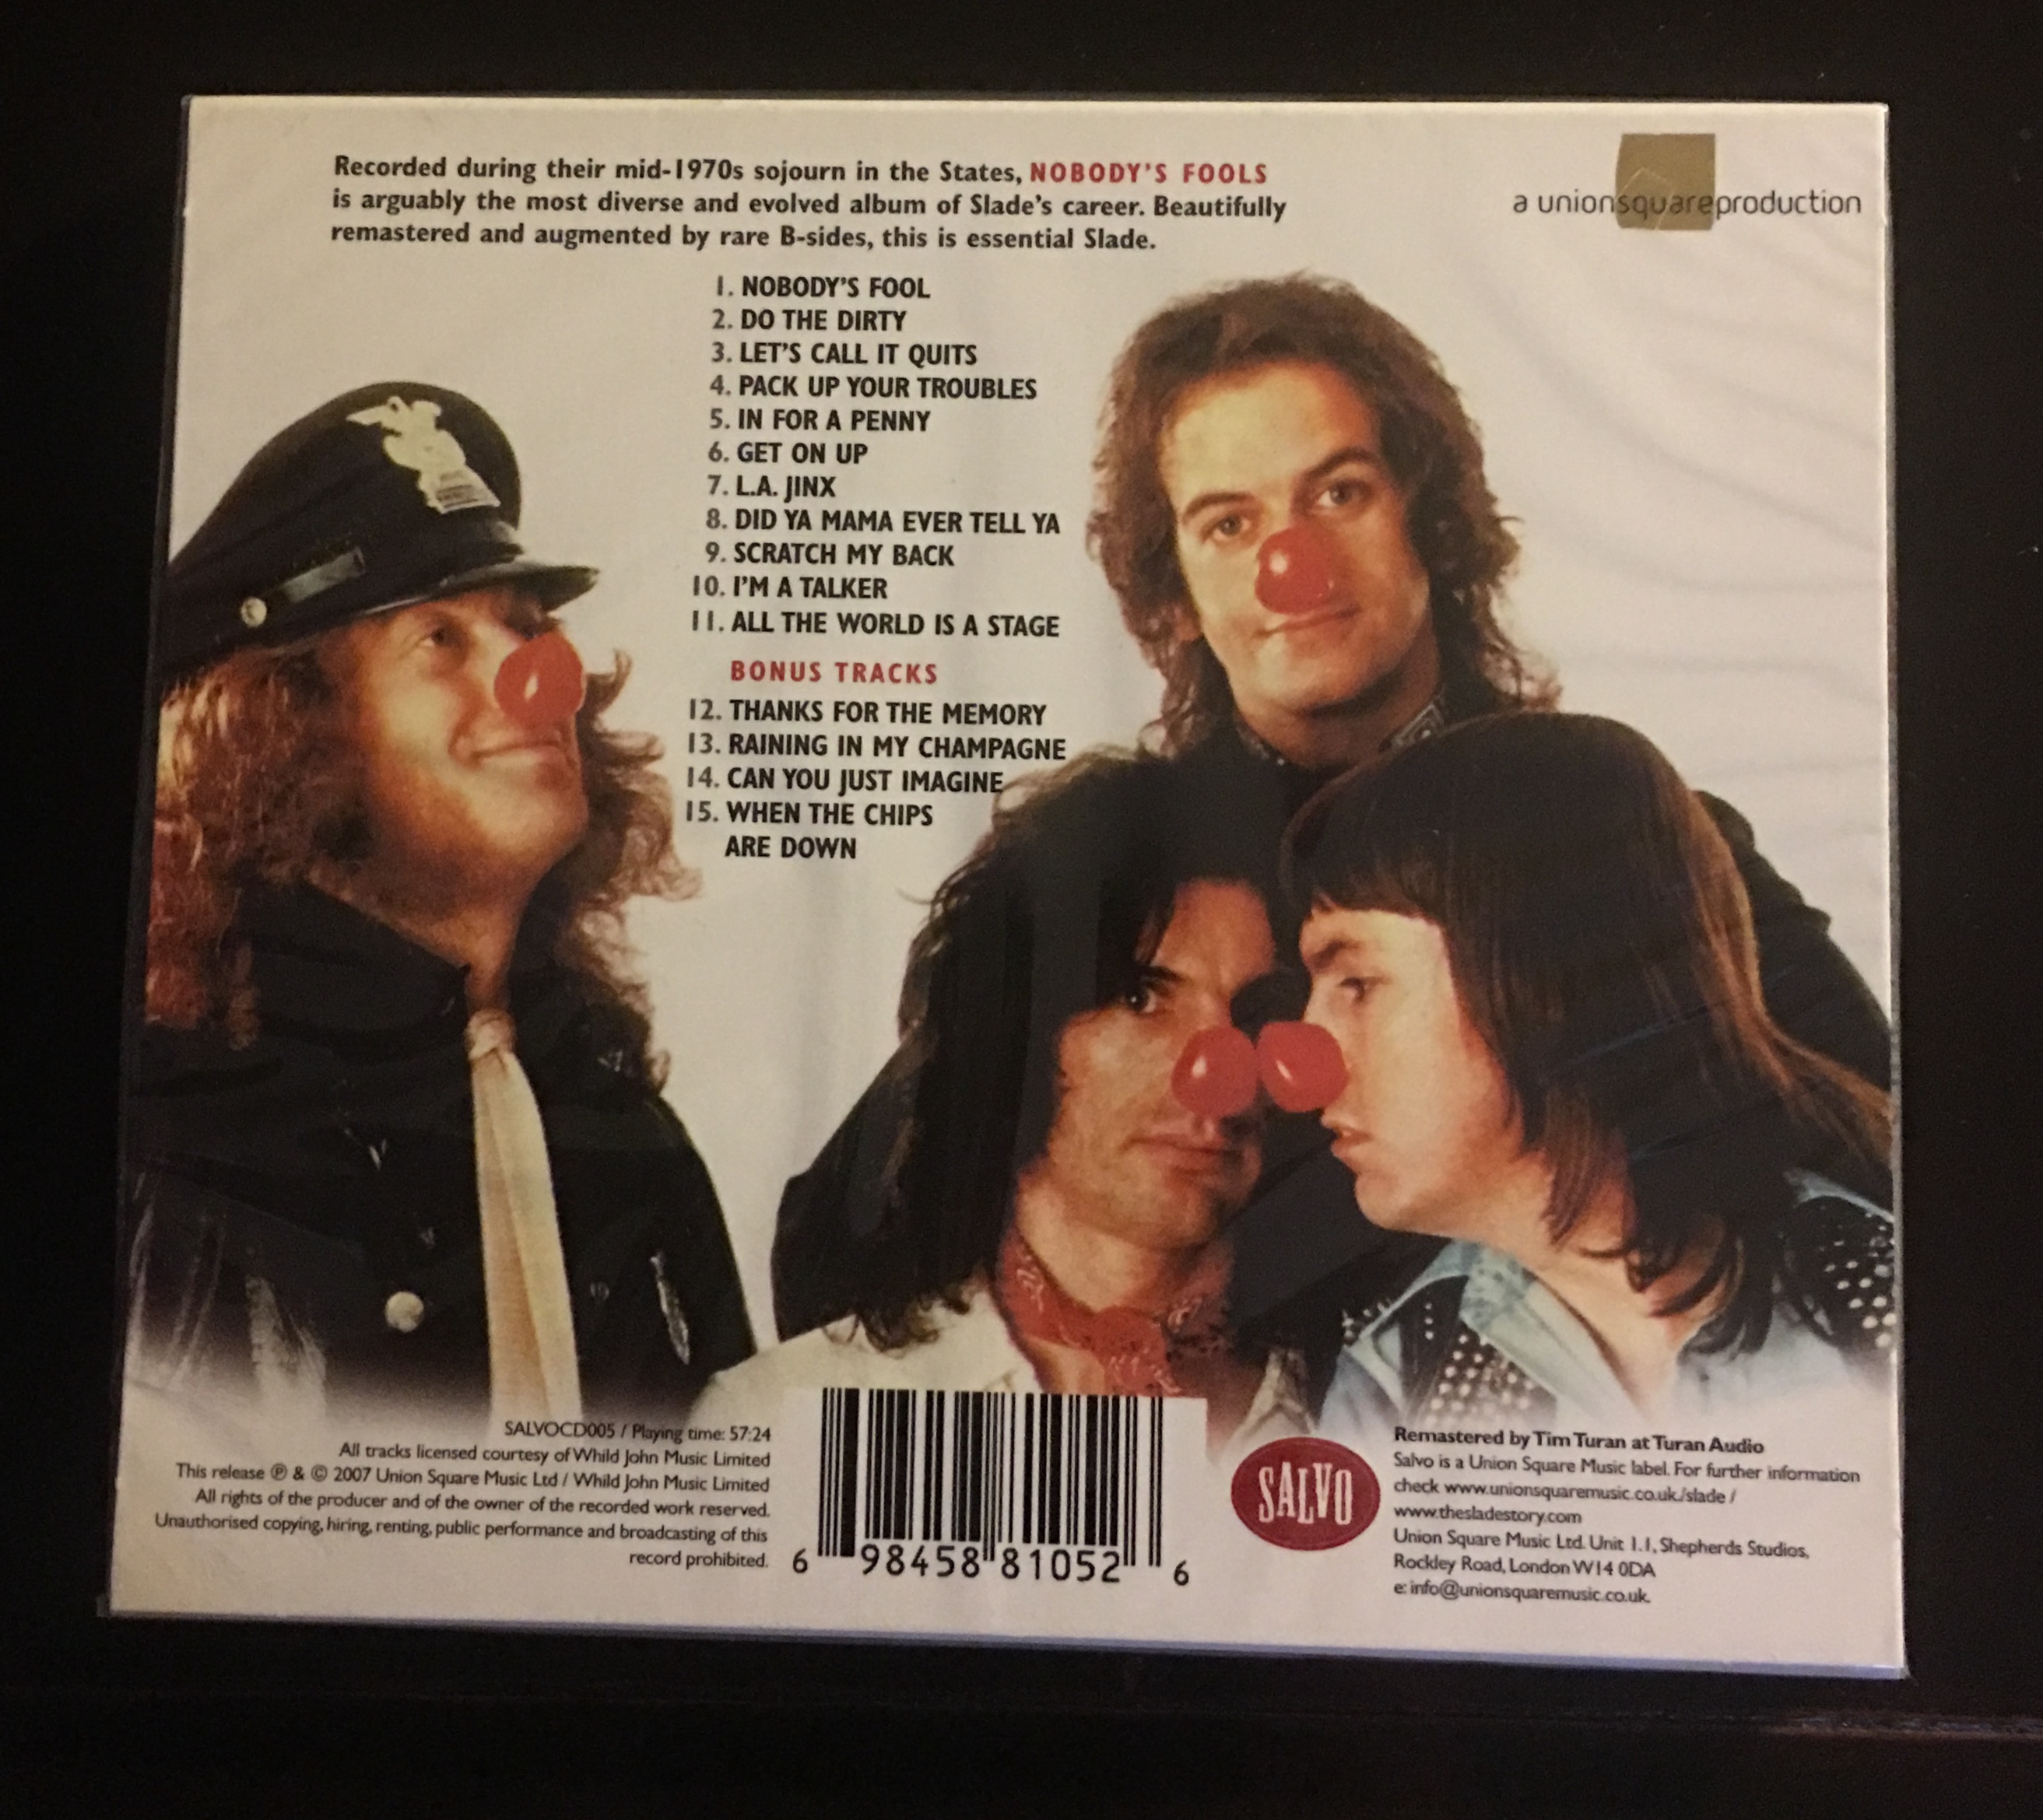 Recorded during their mid-1970s sojourn in the States, NOBODY'S FOOLS
is arguably the most diverse and evolved album of Slade's career. Beautifully
remastered and augmented by rare B-sides, this is essential Slade.
a unionsquareproduction
1. NOBODY'S FOOL
2. DO THE DIRTY
3. LET'S CALL IT QUITS
4. PACK UP YOUR TROUBLES
5. IN FOR A PENNY
6. GET ON UP
7. L.A. JINX
8. DID YA MAMA EVER TELL YA
9. SCRATCH MY BACK
10. I'M A TALKER
11. ALL THE WORLD IS A STAGE
BONUS TRACKS
12. THANKS FOR THE MEMORY
13. RAINING IN MY CHAMPAGNE
14. CAN YOU JUST IMAGINE
15. WHEN THE CHIPS
ARE DOWN
SALVOCD005 / Playing time: 57:24
All tracks licensed courtesy of Whild John Music Limited
This release ℗ & © 2007 Union Square Music Ltd / Whild John Music Limited
All rights of the producer and of the owner of the recorded work reserved.
Unauthorised copying, hiring, renting, public performance and broadcasting of this
record prohibited.
6 98458 81052 6
SALVO
Remastered by Tim Turan at Turan Audio
Salvo is a Union Square Music label. For further information
check www.unionsquaremusic.co.uk/slade /
www.thesladestory.com
Union Square Music Ltd. Unit 1.1, Shepherds Studios,
Rockley Road, London W14 0DA
e: info@unionsquaremusic.co.uk.